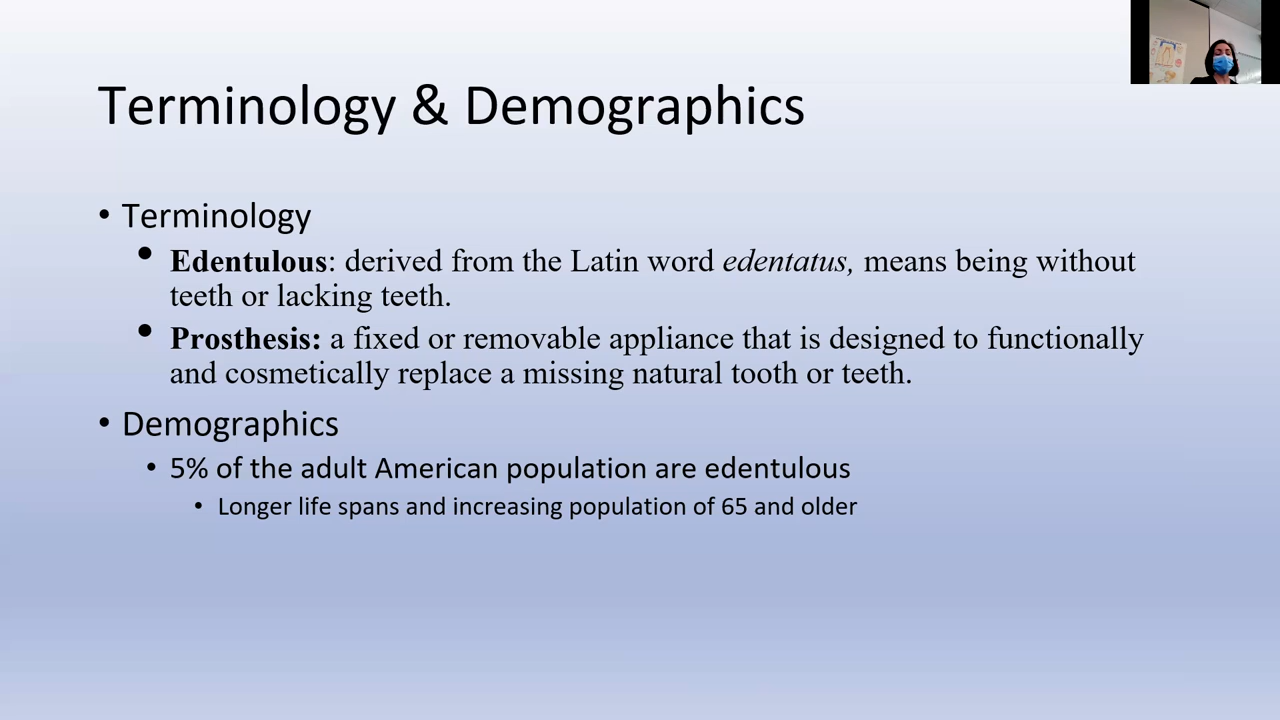 Terminology & Demographics
• Terminology
• Edentulous: derived from the Latin word edentatus, means being without
teeth or lacking teeth.
• Prosthesis: a fixed or removable appliance that is designed to functionally
and cosmetically replace a missing natural tooth or teeth.
• Demographics
• 5% of the adult American population are edentulous
• Longer life spans and increasing population of 65 and older